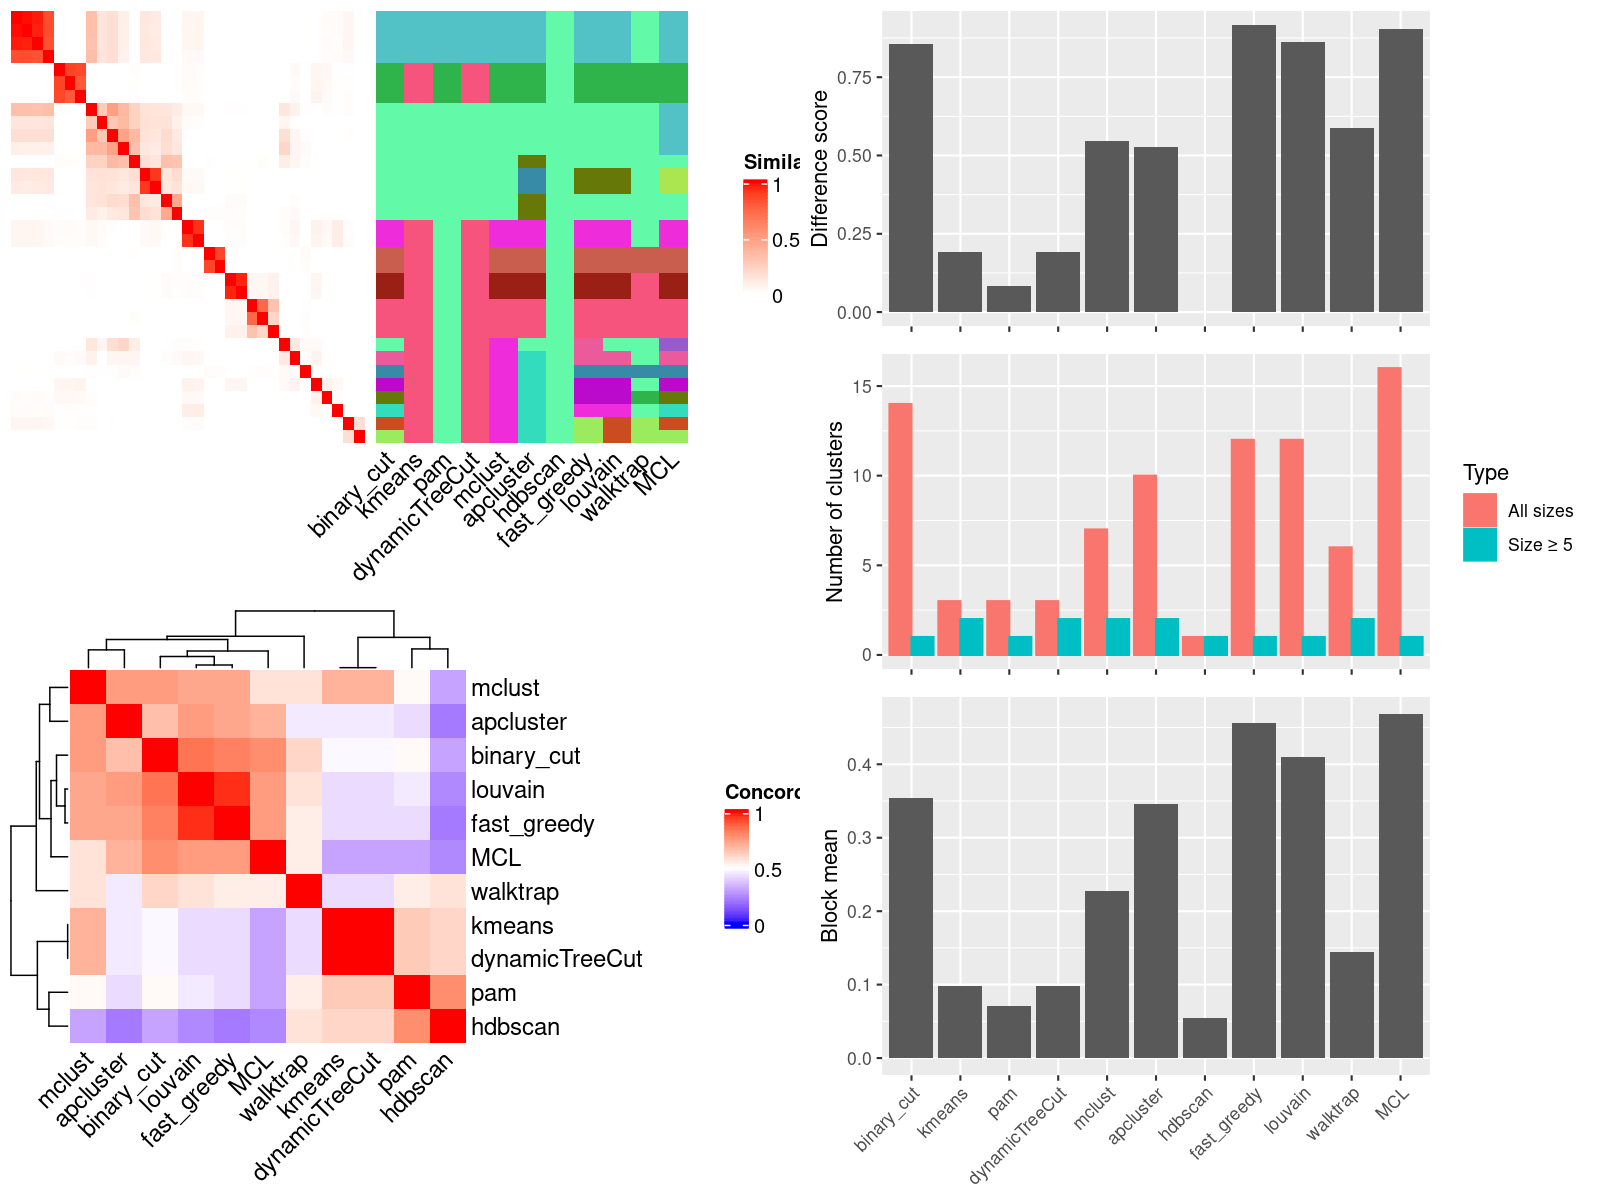 Simila
1
0.5
0
binary_cut
kmeans
pam
dynamicTreeCut
mclust
apcluster
hdbscan
fast_greedy
louvain
walktrap
MCL
Difference score
0.75
0.50
0.25
0.00
Number of clusters
15
10
5
0
Type
All sizes
Size ≥ 5
mclust
apcluster
binary_cut
louvain
fast_greedy
MCL
walktrap
kmeans
dynamicTreeCut
pam
hdbscan
mclust
apcluster
binary_cut
louvain
fast_greedy
MCL
walktrap
kmeans
dynamicTreeCut
pam
hdbscan
Concord
1
0.5
0
Block mean
0.4
0.3
0.2
0.1
0.0
binary_cut
kmeans
pam
dynamicTreeCut
mclust
apcluster
hdbscan
fast_greedy
louvain
walktrap
MCL